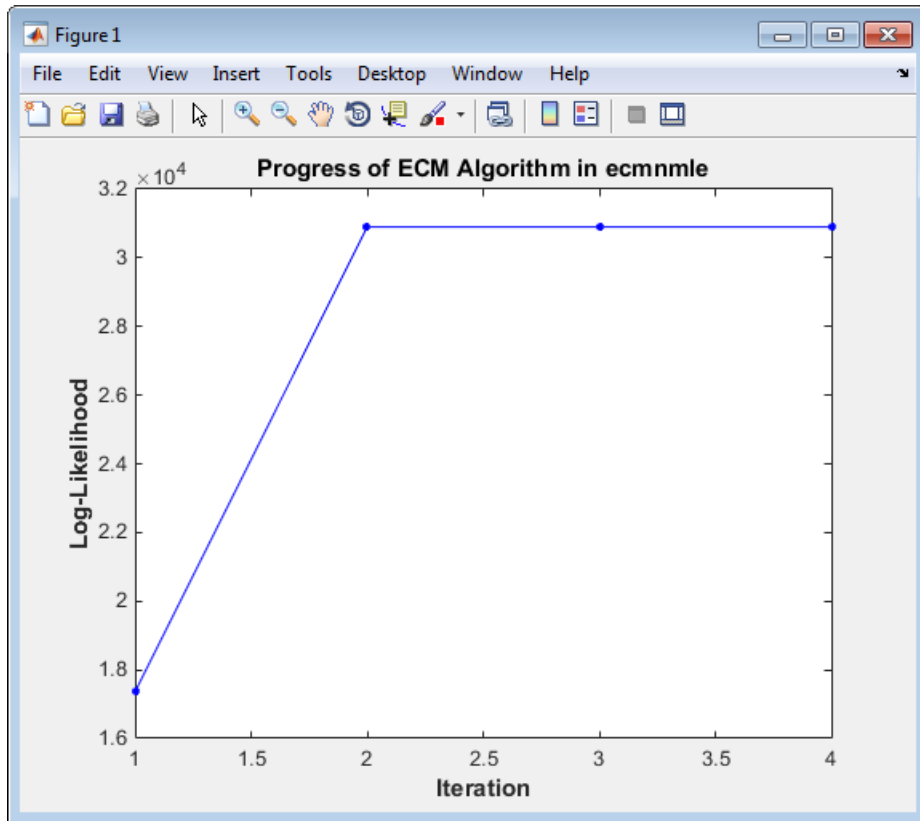 Figure 1
File Edit View Insert Tools Desktop Window Help
Progress of ECM Algorithm in ecmnmle
×10⁴
3.2
3
2.8
2.6
2.4
2.2
2
1.8
1.6
Log-Likelihood
1 1.5 2 2.5 3 3.5 4
Iteration